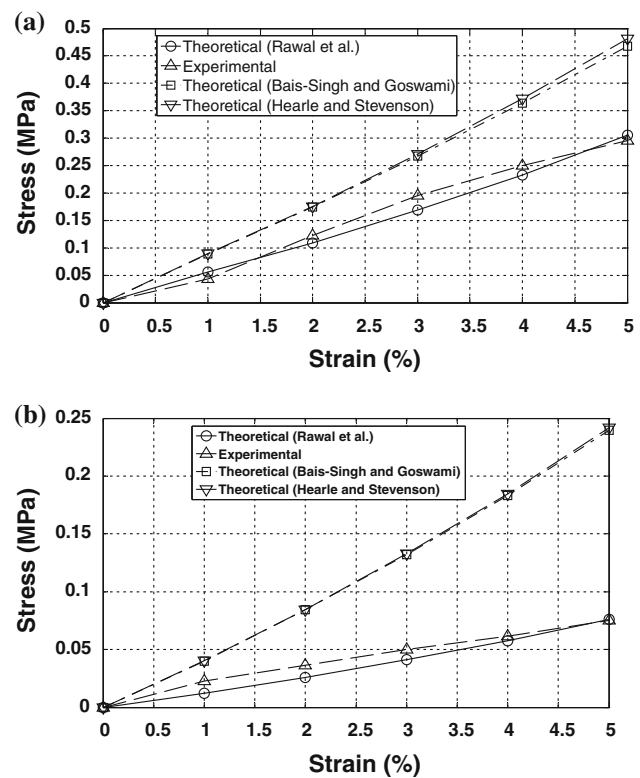 (a)
Stress (MPa)
0.5
0.45
0.4
0.35
0.3
0.25
0.2
0.15
0.1
0.05
0
Theoretical (Rawal et al.)
Experimental
Theoretical (Bais-Singh and Goswami)
Theoretical (Hearle and Stevenson)
0 0.5 1 1.5 2 2.5 3 3.5 4 4.5 5
Strain (%)
(b)
Stress (MPa)
0.25
0.2
0.15
0.1
0.05
0
Theoretical (Rawal et al.)
Experimental
Theoretical (Bais-Singh and Goswami)
Theoretical (Hearle and Stevenson)
0 0.5 1 1.5 2 2.5 3 3.5 4 4.5 5
Strain (%)